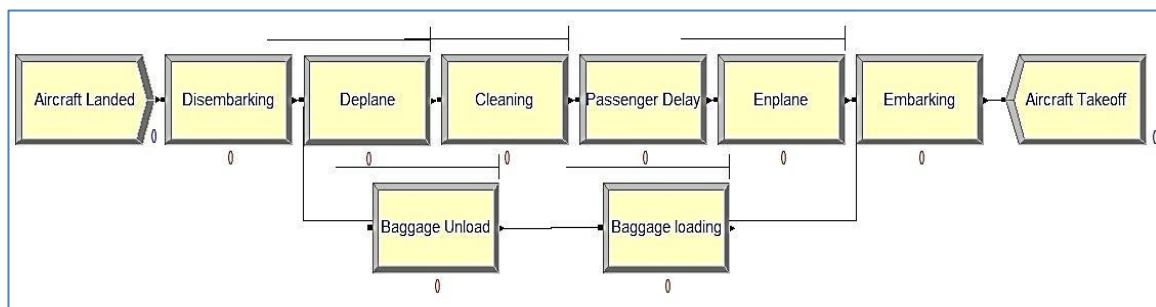 Aircraft Landed
0
Disembarking
0
Deplane
0
Cleaning
0
Passenger Delay
0
Enplane
0
Embarking
0
Aircraft Takeoff
0
Baggage Unload
0
Baggage loading
0